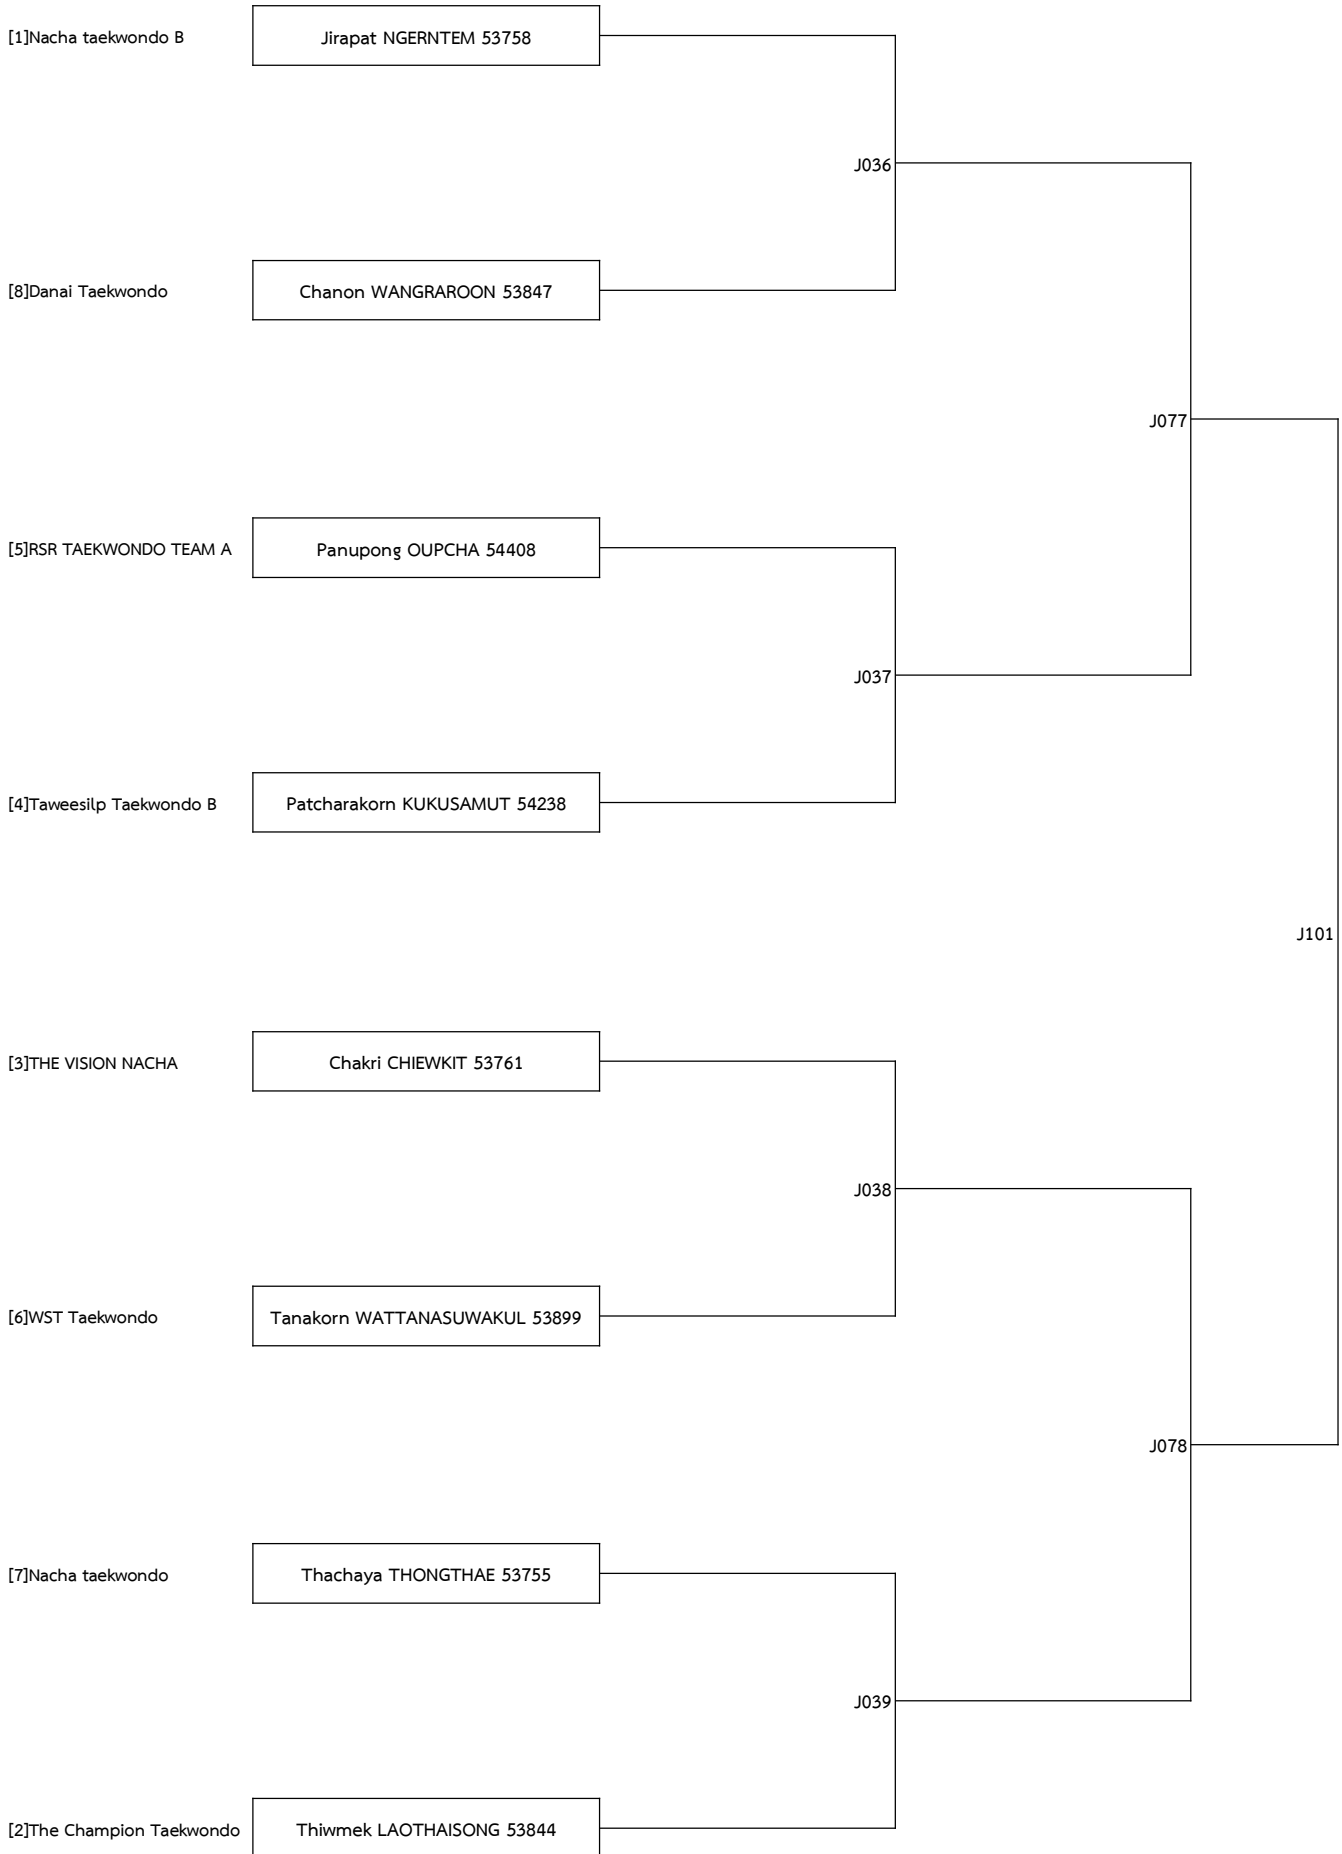 [1]Nacha taekwondo B
Jirapat NGERNTEM 53758
J036
[8]Danai Taekwondo
Chanon WANGRAROON 53847
J077
[5]RSR TAEKWONDO TEAM A
Panupong OUPCHA 54408
J037
[4]Taweesilp Taekwondo B
Patcharakorn KUKUSAMUT 54238
J101
[3]THE VISION NACHA
Chakri CHIEWKIT 53761
J038
[6]WST Taekwondo
Tanakorn WATTANASUWAKUL 53899
J078
[7]Nacha taekwondo
Thachaya THONGTHAE 53755
J039
[2]The Champion Taekwondo
Thiwmek LAOTHAISONG 53844